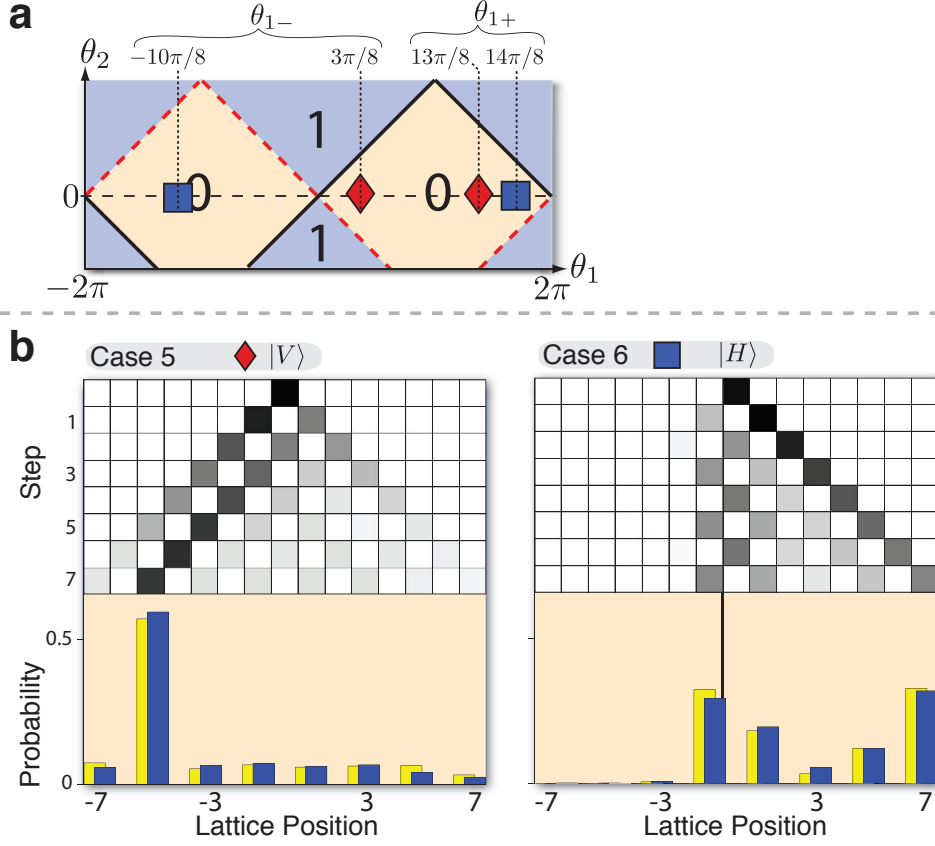 a
θ₁₋ θ₁₊
θ₂ −10π/8 3π/8 13π/8 14π/8
1
0 0 0
1
−2π 2π θ₁
b
Case 5 |V⟩ Case 6 |H⟩
Step
1
3
5
7
Probability
0.5
0
-7 -3 3 7 -7 -3 3 7
Lattice Position Lattice Position